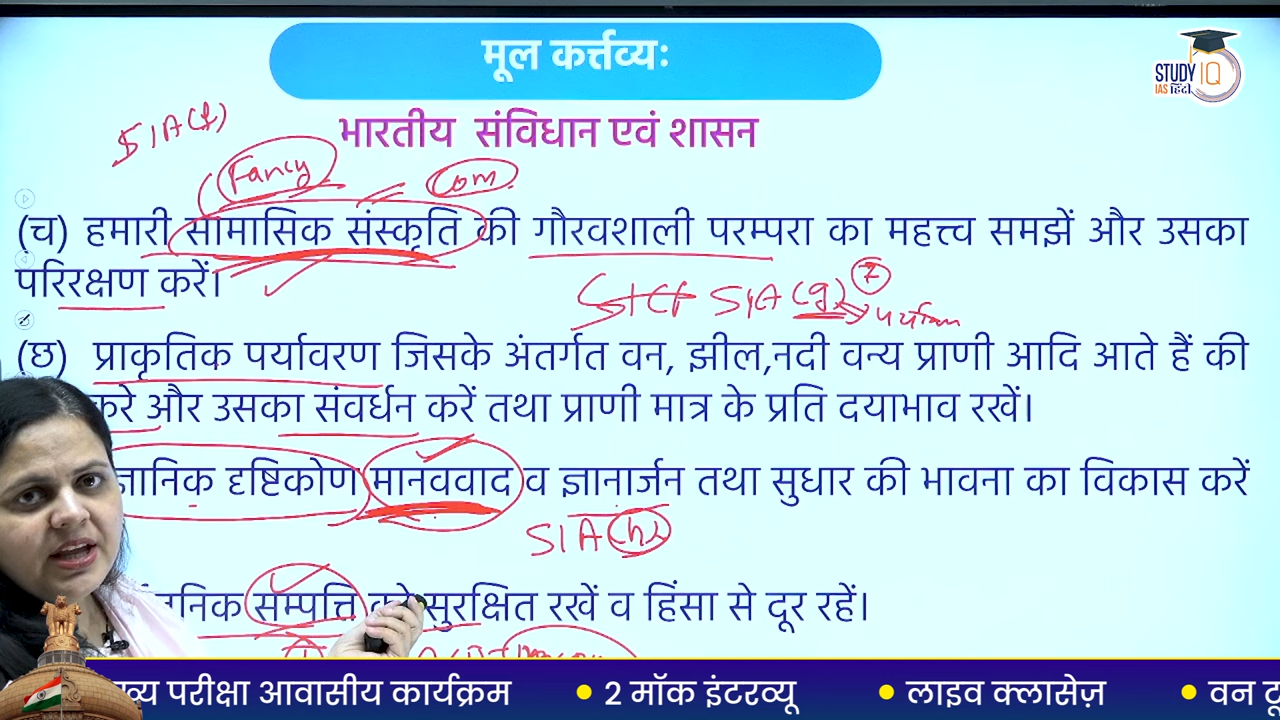 मूल कर्त्तव्यः
STUDY IQ
IAS हिंदी
भारतीय संविधान एवं शासन
51A(f)
Fancy
Com
(च) हमारी सामासिक संस्कृति की गौरवशाली परम्परा का महत्त्व समझें और उसका
परिरक्षण करें।
51A (g)
7
(छ) प्राकृतिक पर्यावरण जिसके अंतर्गत वन, झील,नदी वन्य प्राणी आदि आते हैं की
करे और उसका संवर्धन करें तथा प्राणी मात्र के प्रति दयाभाव रखें।
ज्ञानिक दृष्टिकोण मानववाद व ज्ञानार्जन तथा सुधार की भावना का विकास करें
51A(h)
निक सम्पत्ति को सुरक्षित रखें व हिंसा से दूर रहें।
ख्य परीक्षा आवासीय कार्यक्रम • 2 मॉक इंटरव्यू • लाइव क्लासेज़ • वन टू